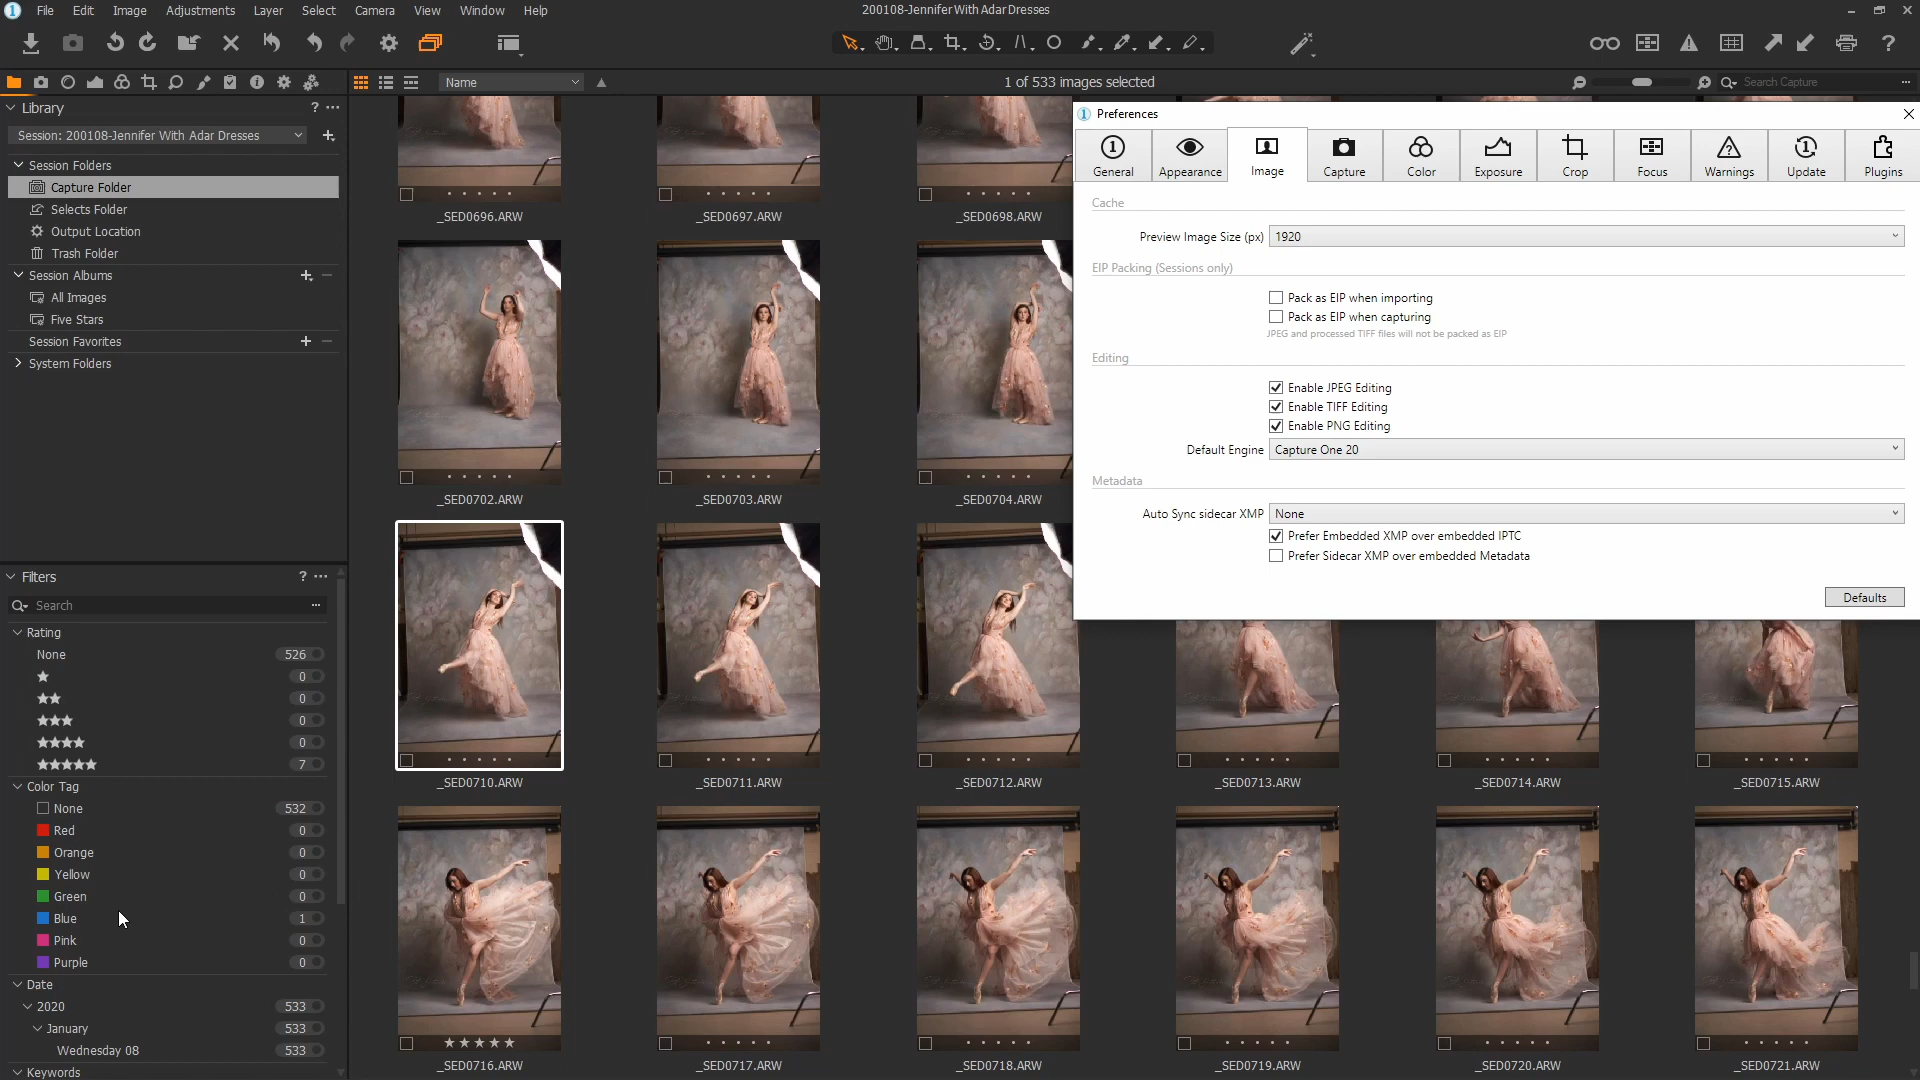 File Edit Image Adjustments Layer Select Camera View Window Help
200108-Jennifer With Adar Dresses
Name
1 of 533 images selected
Search Capture
Library ?
Session: 200108-Jennifer With Adar Dresses
Session Folders
Capture Folder
Selects Folder
Output Location
Trash Folder
Session Albums
All Images
Five Stars
Session Favorites
System Folders
Filters ?
Search
Rating
None 526
0
0
0
0
7
Color Tag
None 532
Red 0
Orange 0
Yellow 0
Green 0
Blue 1
Pink 0
Purple 0
Date
2020 533
January 533
Wednesday 08 533
Keywords
_SED0696.ARW _SED0697.ARW _SED0698.ARW
_SED0702.ARW _SED0703.ARW _SED0704.ARW
_SED0710.ARW _SED0711.ARW _SED0712.ARW _SED0713.ARW _SED0714.ARW _SED0715.ARW
_SED0716.ARW _SED0717.ARW _SED0718.ARW _SED0719.ARW _SED0720.ARW _SED0721.ARW
Preferences
General Appearance Image Capture Color Exposure Crop Focus Warnings Update Plugins
Cache
Preview Image Size (px) 1920
EIP Packing (Sessions only)
Pack as EIP when importing
Pack as EIP when capturing
JPEG and processed TIFF files will not be packed as EIP
Editing
Enable JPEG Editing
Enable TIFF Editing
Enable PNG Editing
Default Engine Capture One 20
Metadata
Auto Sync sidecar XMP None
Prefer Embedded XMP over embedded IPTC
Prefer Sidecar XMP over embedded Metadata
Defaults